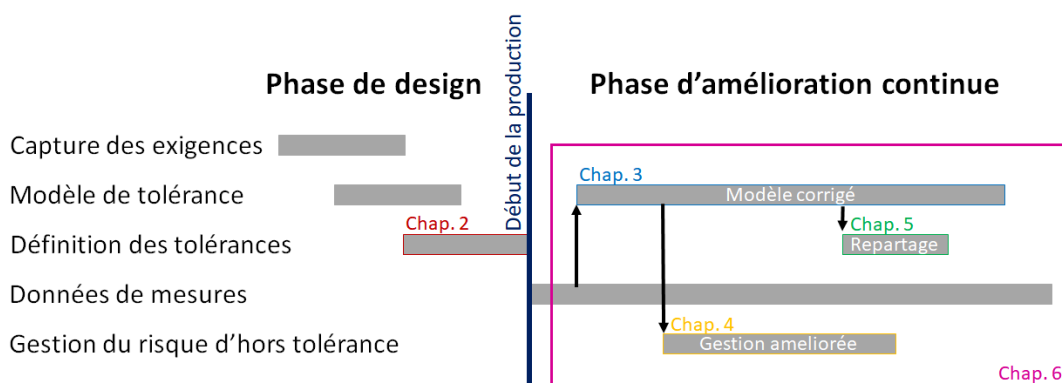 Phase de design
Phase d'amélioration continue
Début de la production
Capture des exigences
Modèle de tolérance
Chap. 3
Modèle corrigé
Définition des tolérances
Chap. 2
Chap. 5
Repartage
Données de mesures
Gestion du risque d'hors tolérance
Chap. 4
Gestion ameliorée
Chap. 6